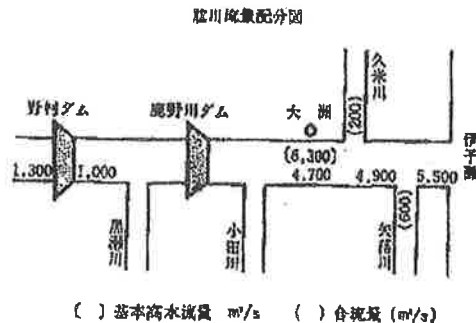 肱川流量配分図
野村ダム
鹿野川ダム
大洲
久米川
(200)
伊予灘
(6,300)
1,300
1,000
4,700
4,900
5,500
(600)
黒瀬川
小田川
矢落川
〔 〕基本高水流量 m³/s ( )合流量 (m³/s)